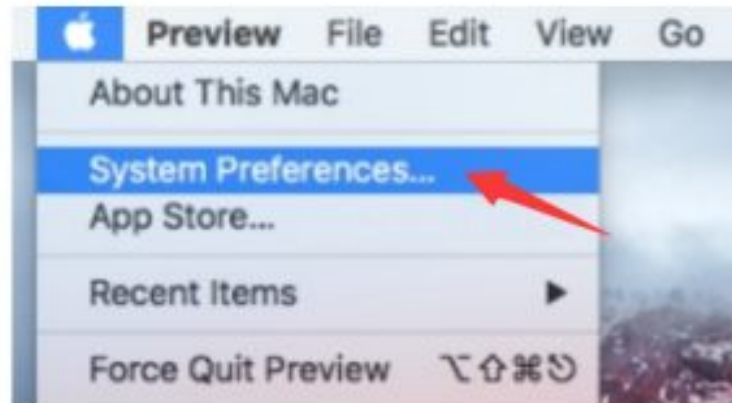 Preview File Edit View Go
About This Mac
System Preferences...
App Store...
Recent Items
Force Quit Preview ⌥⇧⌘⎋